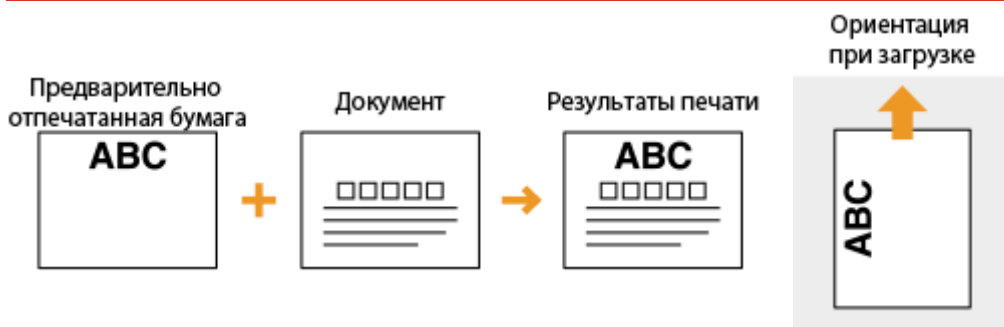 Предварительно
отпечатанная бумага
ABC
Документ
Результаты печати
ABC
Ориентация
при загрузке
ABC